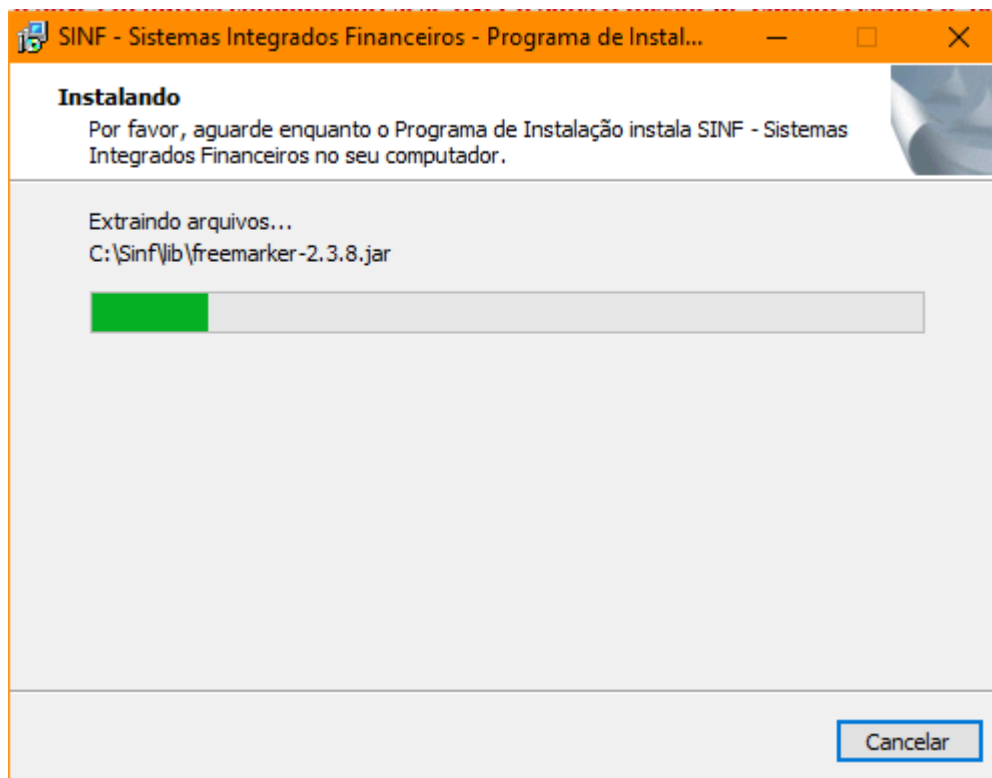 SINF - Sistemas Integrados Financeiros - Programa de Instal...
Instalando
Por favor, aguarde enquanto o Programa de Instalação instala SINF - Sistemas
Integrados Financeiros no seu computador.
Extraindo arquivos...
C:\Sinf\lib\freemarker-2.3.8.jar
Cancelar